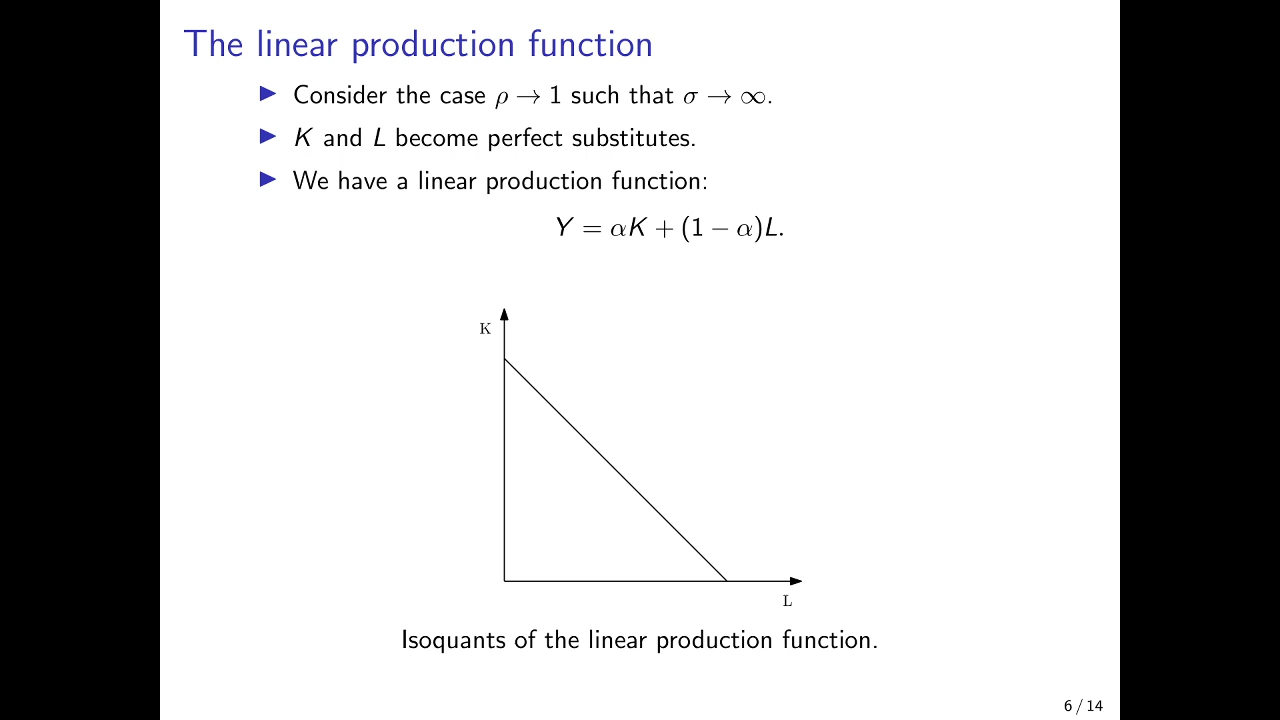 The linear production function
▶ Consider the case ρ → 1 such that σ → ∞.
▶ K and L become perfect substitutes.
▶ We have a linear production function:
Y = αK + (1 − α)L.
K
L
Isoquants of the linear production function.
6 / 14